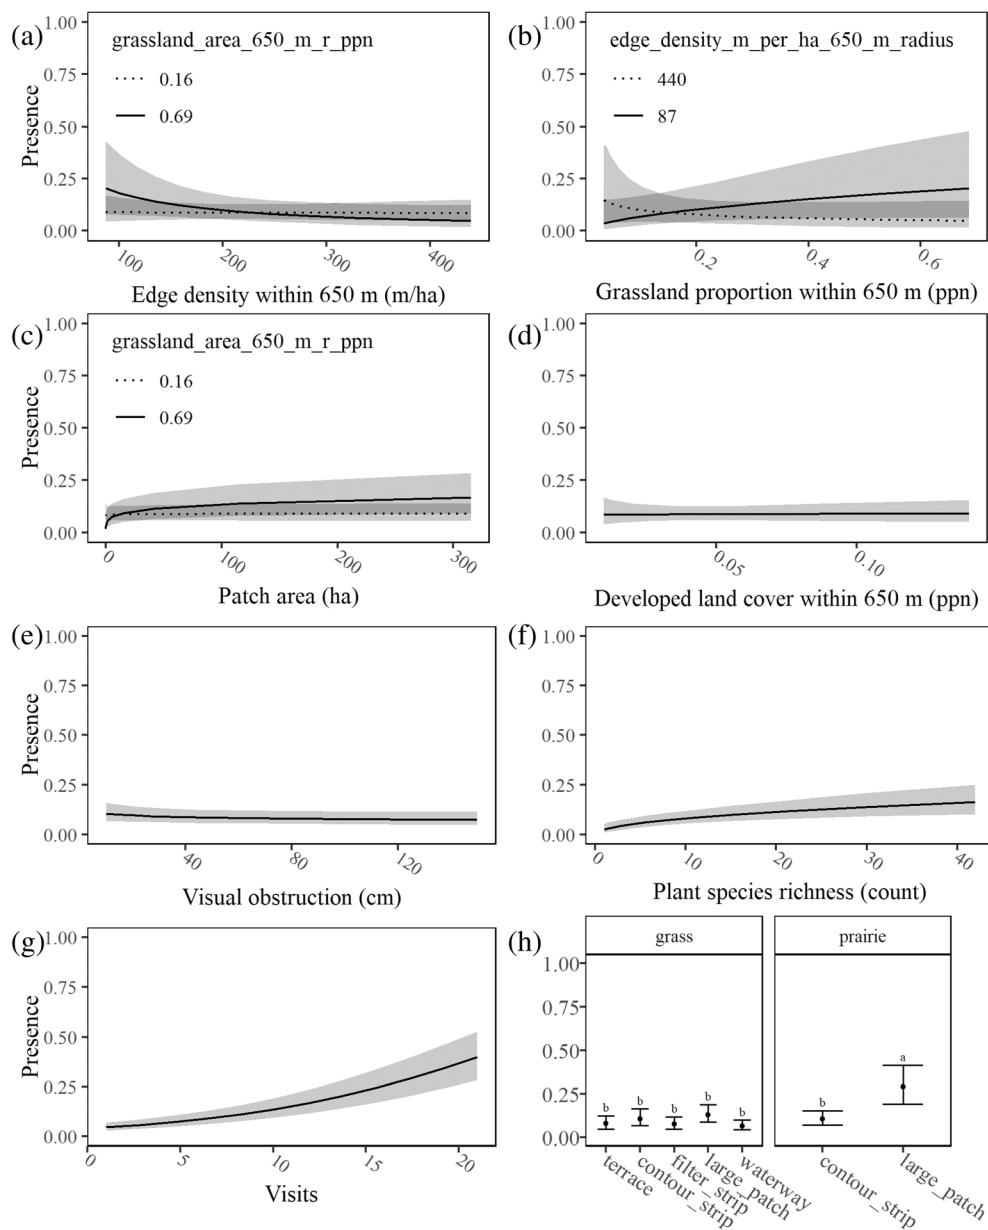 (a)
Presence
1.00
0.75
0.50
0.25
0.00
grassland_area_650_m_r_ppn
0.16
0.69
100
200
300
400
Edge density within 650 m (m/ha)
(b)
1.00
0.75
0.50
0.25
0.00
edge_density_m_per_ha_650_m_radius
440
87
0.2
0.4
0.6
Grassland proportion within 650 m (ppn)
(c)
Presence
1.00
0.75
0.50
0.25
0.00
grassland_area_650_m_r_ppn
0.16
0.69
0
100
200
300
Patch area (ha)
(d)
1.00
0.75
0.50
0.25
0.00
0.05
0.10
Developed land cover within 650 m (ppn)
(e)
Presence
1.00
0.75
0.50
0.25
0.00
40
80
120
Visual obstruction (cm)
(f)
1.00
0.75
0.50
0.25
0.00
0
10
20
30
40
Plant species richness (count)
(g)
Presence
1.00
0.75
0.50
0.25
0.00
0
5
10
15
20
Visits
(h)
grass
prairie
1.00
0.75
0.50
0.25
0.00
b
b
b
b
b
b
a
terrace
contour_strip
filter_strip
large_patch
waterway
contour_strip
large_patch